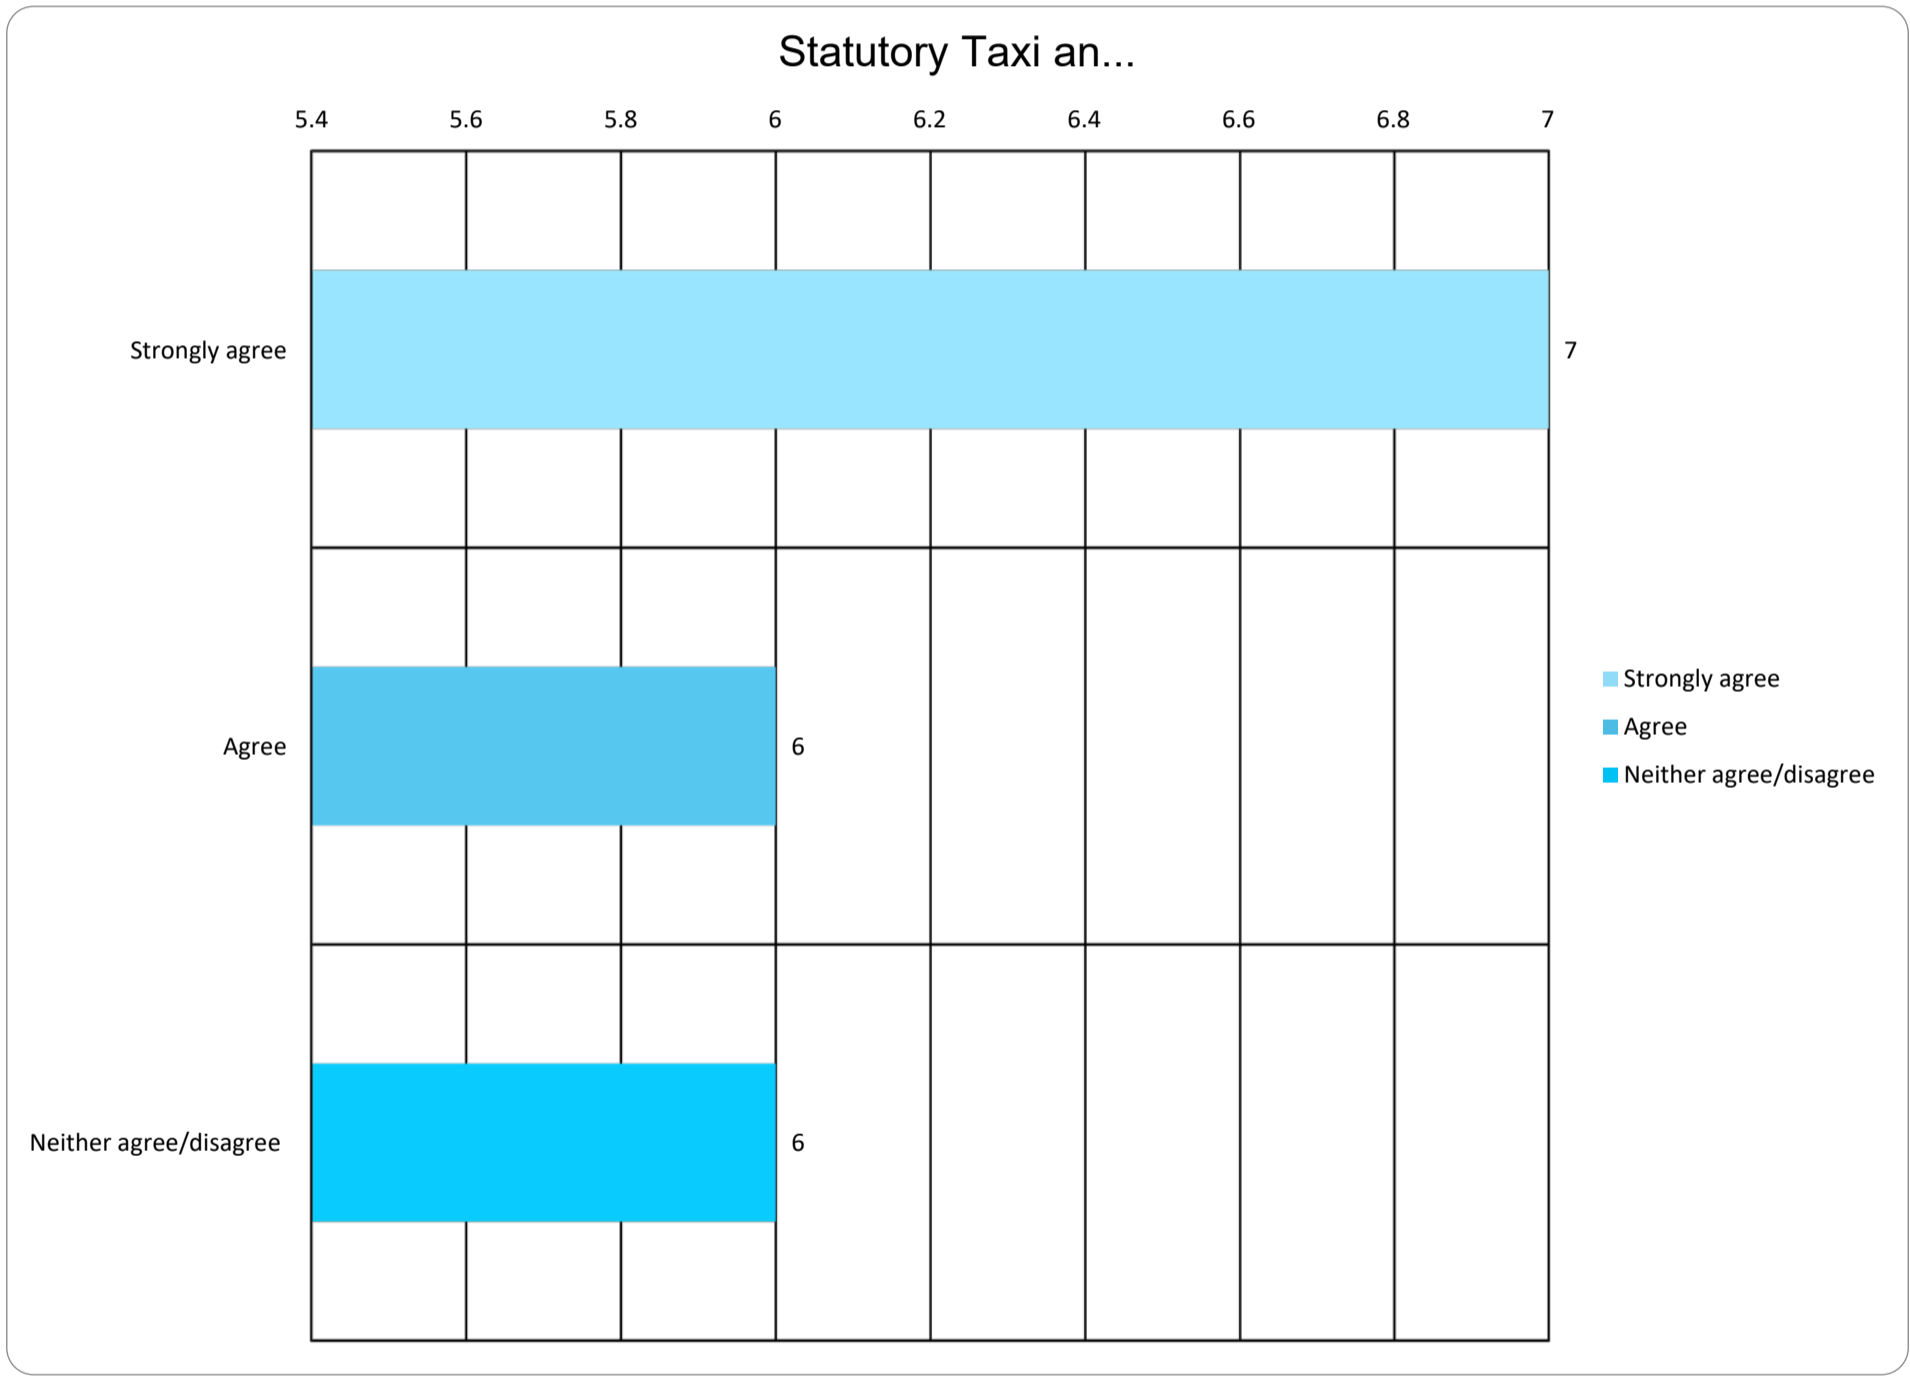 Statutory Taxi an...
5.4 5.6 5.8 6 6.2 6.4 6.6 6.8 7
Strongly agree 7
Agree 6
Neither agree/disagree 6
Strongly agree
Agree
Neither agree/disagree